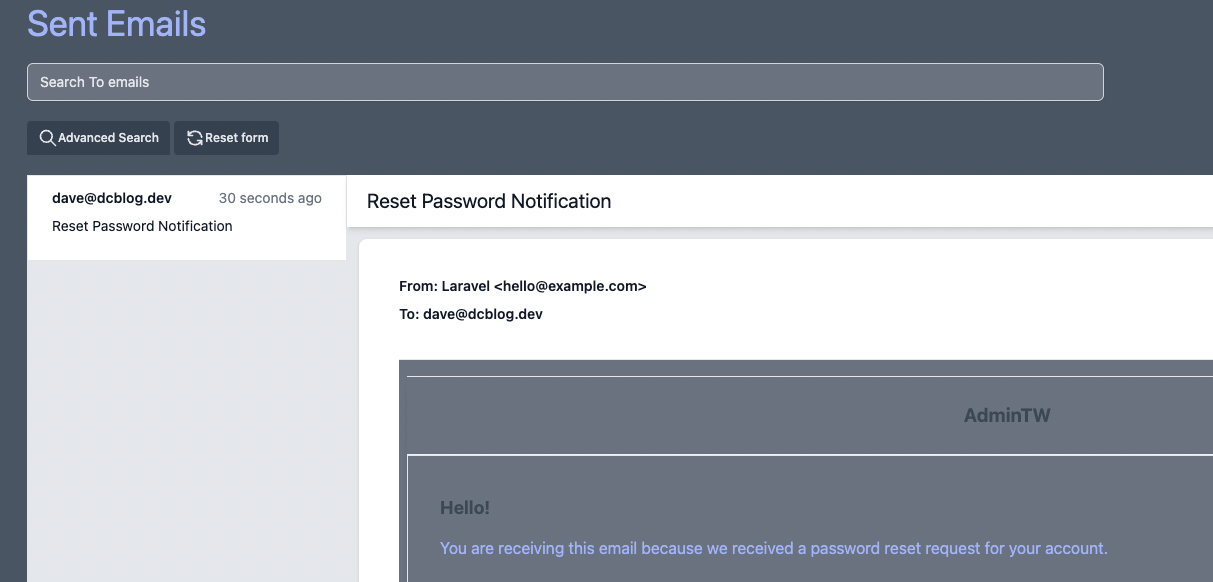 Sent Emails
Search To emails
Advanced Search
Reset form
dave@dcblog.dev
30 seconds ago
Reset Password Notification
Reset Password Notification
From: Laravel <hello@example.com>
To: dave@dcblog.dev
AdminTW
Hello!
You are receiving this email because we received a password reset request for your account.